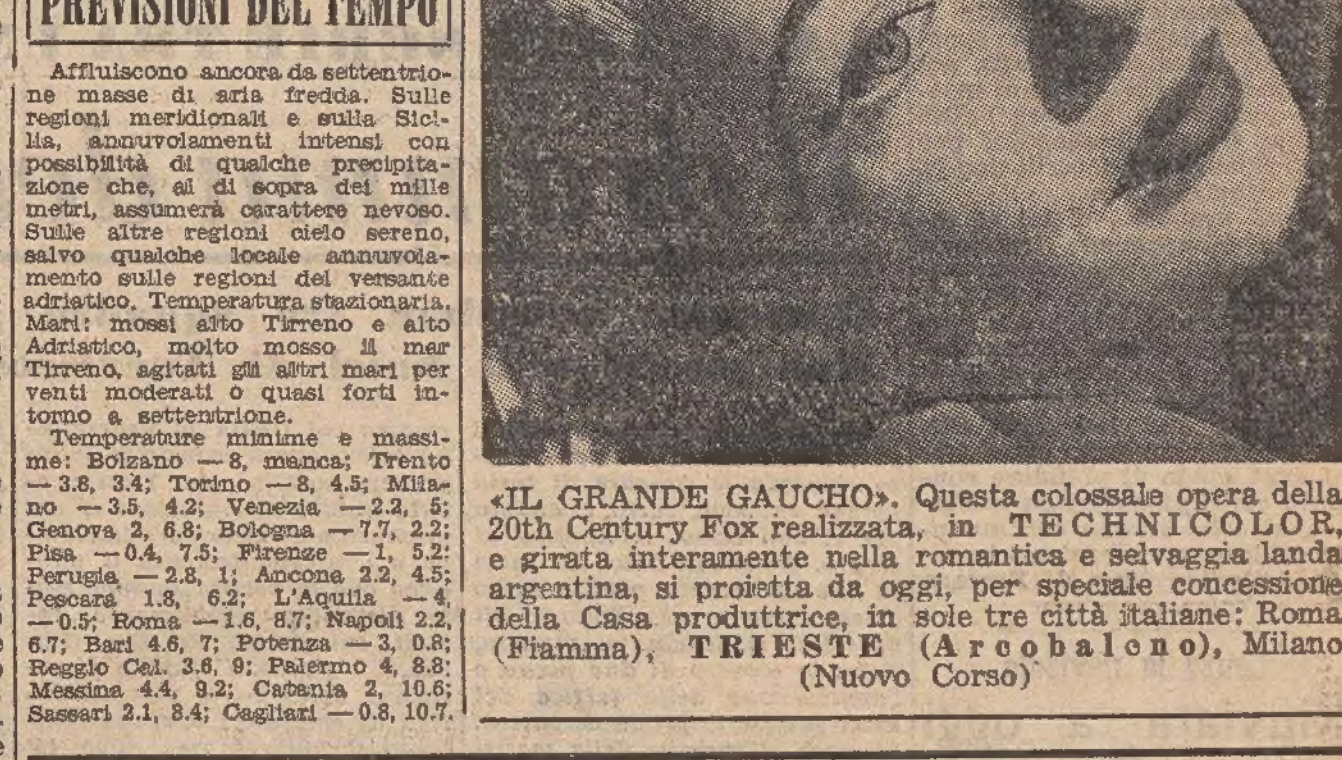 PREVISIONI DEL TEMPO
Affluiscono ancora da settentrio-
ne masse di aria fredda. Sulle
regioni meridionali e sulla Sici-
lia, annuvolamenti intensi con
possibilità di qualche precipita-
zione che, al di sopra dei mille
metri, assumerà carattere nevoso.
Sulle altre regioni cielo sereno,
salvo qualche locale annuvola-
mento sulle regioni del versante
adriatico. Temperatura stazionaria.
Mari: mossi alto Tirreno e alto
Adriatico, molto mosso il mar
Tirreno, agitati gli altri mari per
venti moderati o quasi forti in-
torno a settentrione.
Temperature minime e massi-
me: Bolzano —8, manca; Trento
—3.8, 3.4; Torino —8, 4.5; Mila-
no —3.5, 4.2; Venezia —2.2, 5;
Genova 2, 6.8; Bologna —7.7, 2.2;
Pisa —0.4, 7.5; Firenze —1, 5.2;
Perugia —2.8, 1; Ancona 2.2, 4.5;
Pescara 1.8, 6.2; L'Aquila —4,
—0.5; Roma —1.6, 8.7; Napoli 2.2,
6.7; Bari 4.6, 7; Potenza —3, 0.8;
Reggio Cal. 3.6, 9; Palermo 4, 8.8;
Messina 4.4, 9.2; Catania 2, 10.6;
Sassari 2.1, 8.4; Cagliari —0.8, 10.7.
«IL GRANDE GAUCHO». Questa colossale opera della
20th Century Fox realizzata, in TECHNICOLOR,
e girata interamente nella romantica e selvaggia landa
argentina, si proietta da oggi, per speciale concessione
della Casa produttrice, in sole tre città italiane: Roma
(Fiamma), TRIESTE (Arcobaleno), Milano
(Nuovo Corso)